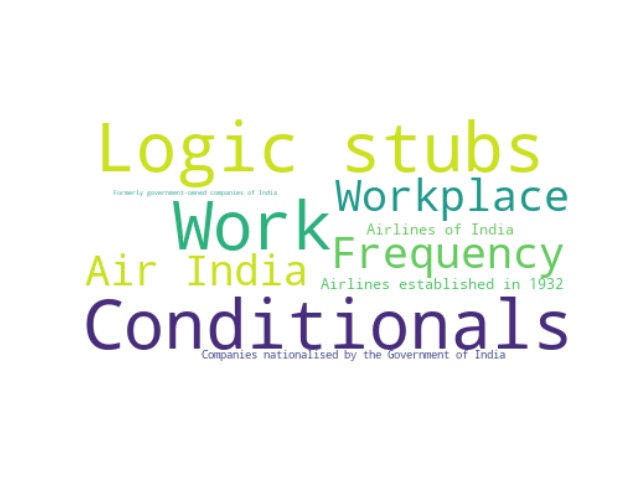 Logic stubs
Formerly government-owned companies of India
Workplace
Work
Airlines of India
Frequency
Air India
Airlines established in 1932
Conditionals
Companies nationalised by the Government of India